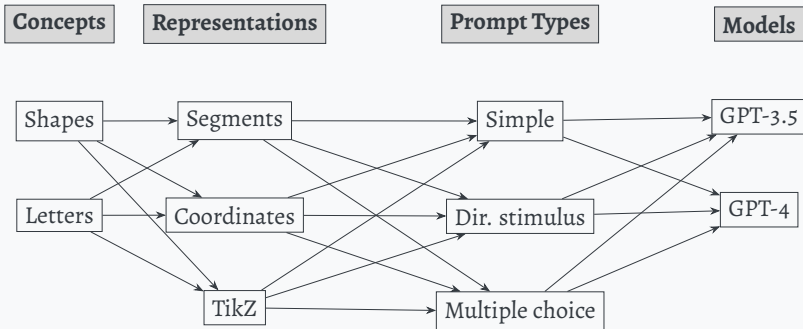 Concepts Representations Prompt Types Models
Shapes Segments Simple GPT-3.5
Letters Coordinates Dir. stimulus GPT-4
TikZ Multiple choice